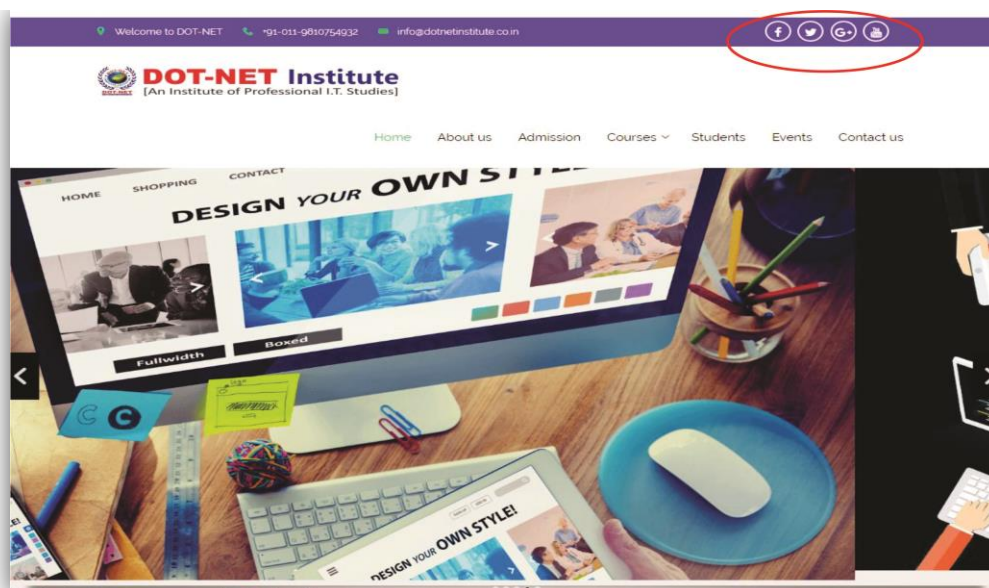 Welcome to DOT-NET +91-011-9810754932 info@dotnetinstitute.co.in
DOT-NET Institute
[An Institute of Professional I.T. Studies]
Home About us Admission Courses Students Events Contact us
HOME SHOPPING CONTACT
DESIGN YOUR OWN
Fullwidth Boxed
DESIGN YOUR OWN STYLE!